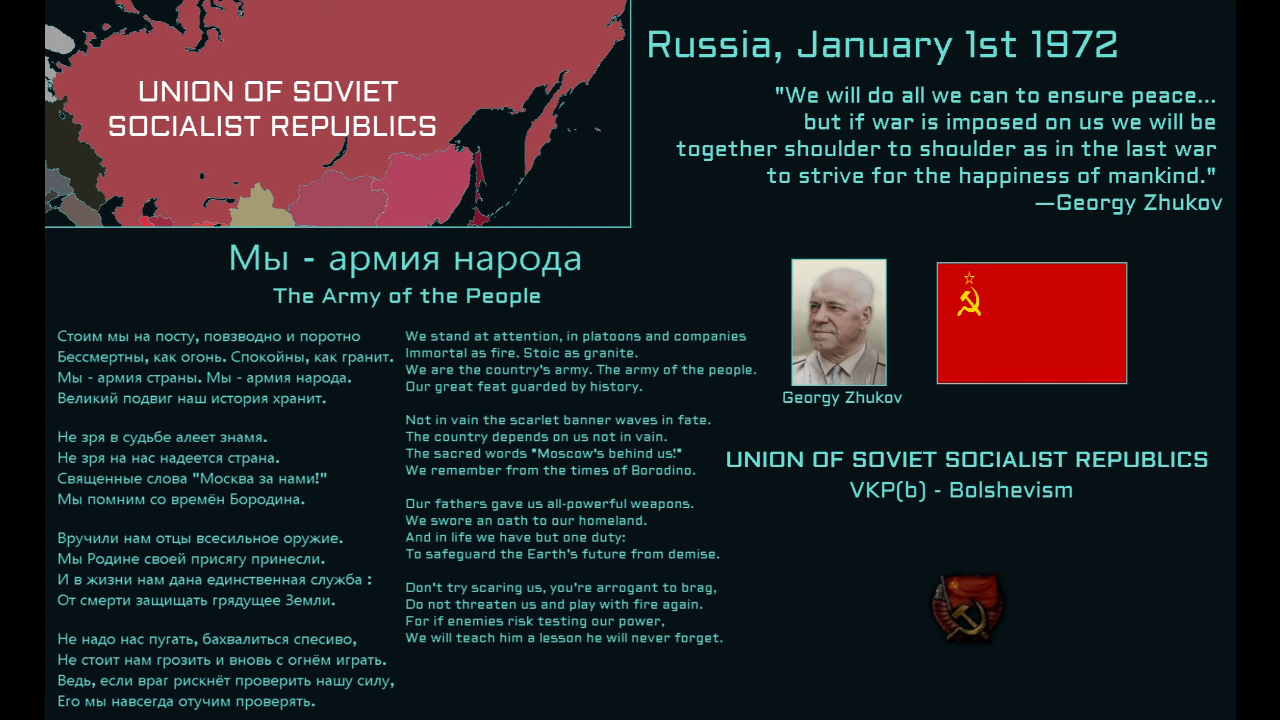 UNION OF SOVIET
SOCIALIST REPUBLICS
Russia, January 1st 1972
"We will do all we can to ensure peace...
but if war is imposed on us we will be
together shoulder to shoulder as in the last war
to strive for the happiness of mankind."
—Georgy Zhukov
Мы - армия народа
The Army of the People
Стоим мы на посту, повзводно и поротно
Бессмертны, как огонь. Спокойны, как гранит.
Мы - армия страны. Мы - армия народа.
Великий подвиг наш история хранит.
Не зря в судьбе алеет знамя.
Не зря на нас надеется страна.
Священные слова "Москва за нами!"
Мы помним со времён Бородина.
Вручили нам отцы всесильное оружие.
Мы Родине своей присягу принесли.
И в жизни нам дана единственная служба :
От смерти защищать грядущее Земли.
Не надо нас пугать, бахвалиться спесиво,
Не стоит нам грозить и вновь с огнём играть.
Ведь, если враг рискнёт проверить нашу силу,
Его мы навсегда отучим проверять.
We stand at attention, in platoons and companies
Immortal as fire. Stoic as granite.
We are the country's army. The army of the people.
Our great feat guarded by history.
Not in vain the scarlet banner waves in fate.
The country depends on us not in vain.
The sacred words "Moscow's behind us!"
We remember from the times of Borodino.
Our fathers gave us all-powerful weapons.
We swore an oath to our homeland.
And in life we have but one duty:
To safeguard the Earth's future from demise.
Don't try scaring us, you're arrogant to brag,
Do not threaten us and play with fire again.
For if enemies risk testing our power,
We will teach him a lesson he will never forget.
Georgy Zhukov
UNION OF SOVIET SOCIALIST REPUBLICS
VKP(b) - Bolshevism